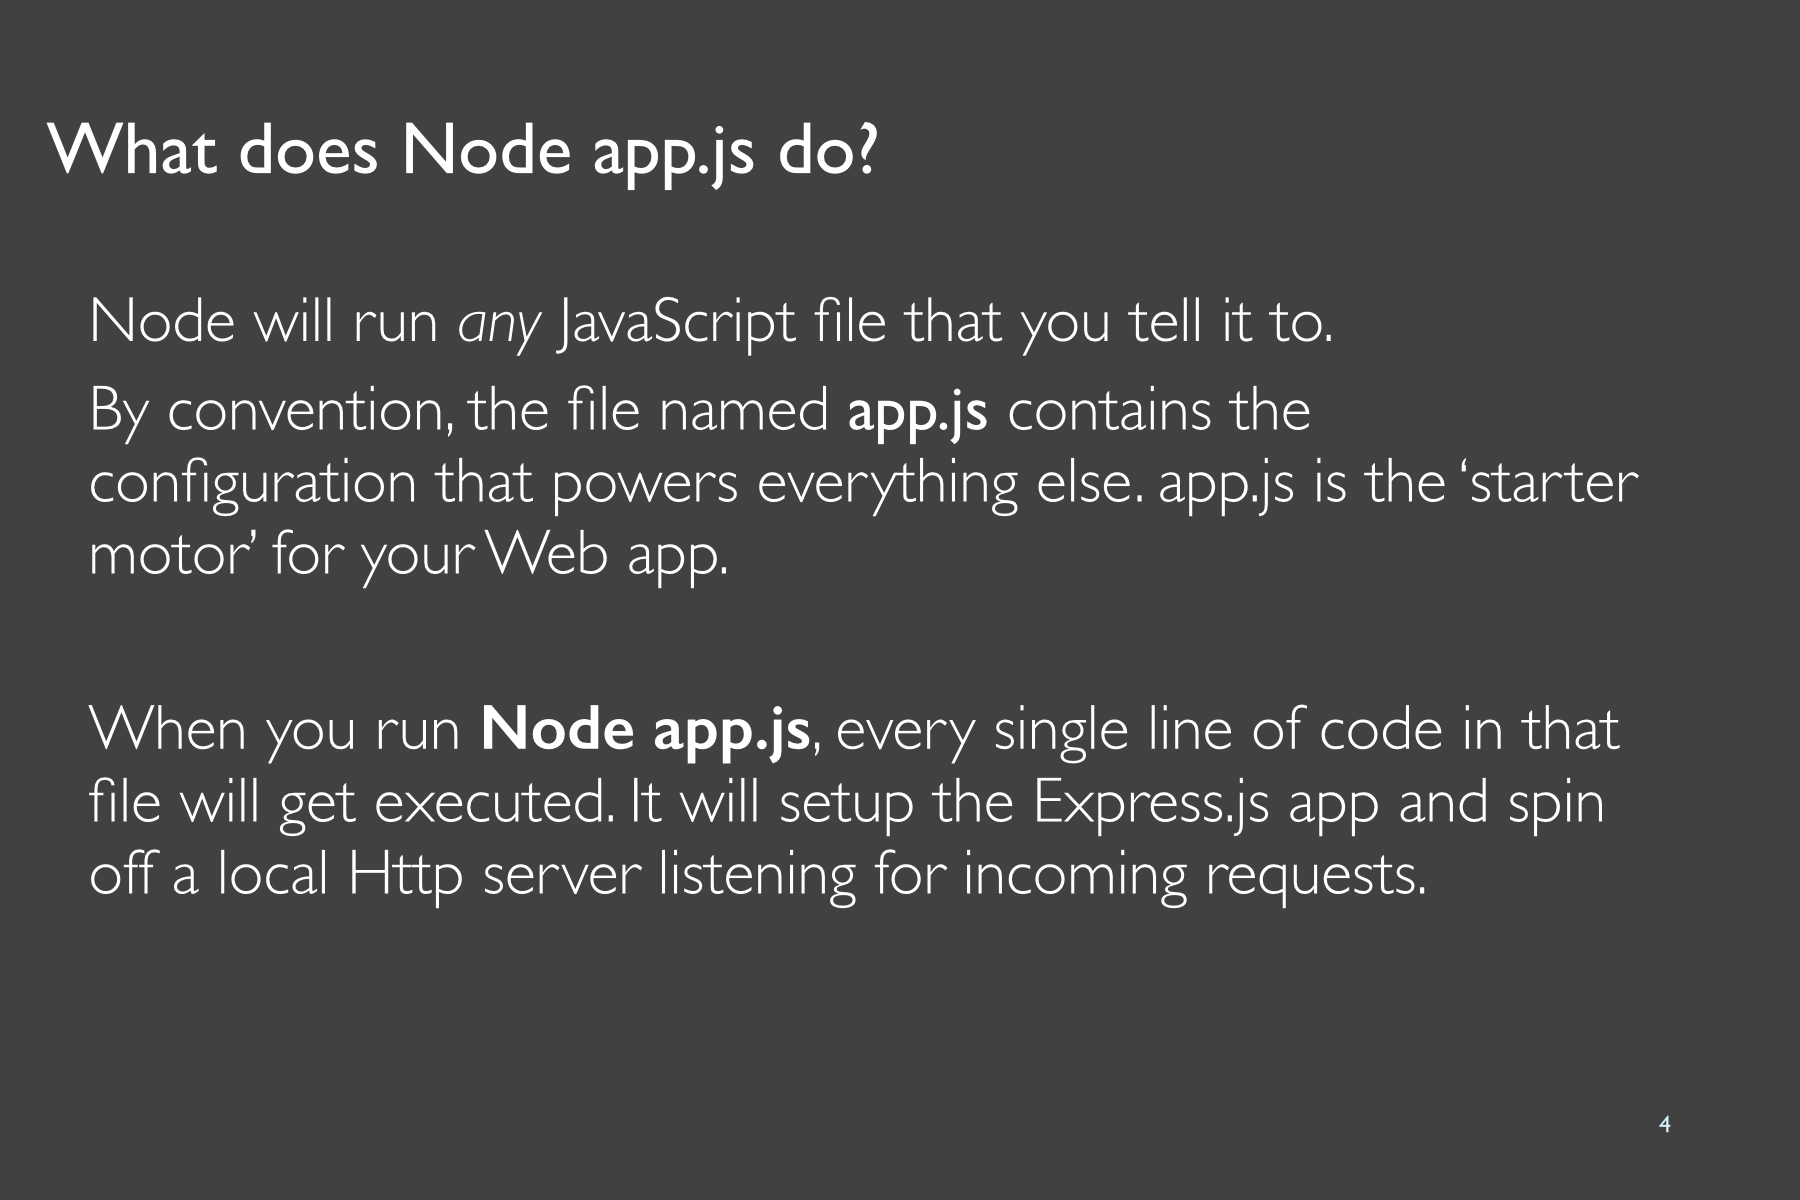 What does Node app.js do?
Node will run any JavaScript file that you tell it to.
By convention, the file named app.js contains the
configuration that powers everything else. app.js is the ‘starter
motor’ for your Web app.
When you run Node app.js, every single line of code in that
file will get executed. It will setup the Express.js app and spin
off a local Http server listening for incoming requests.
4